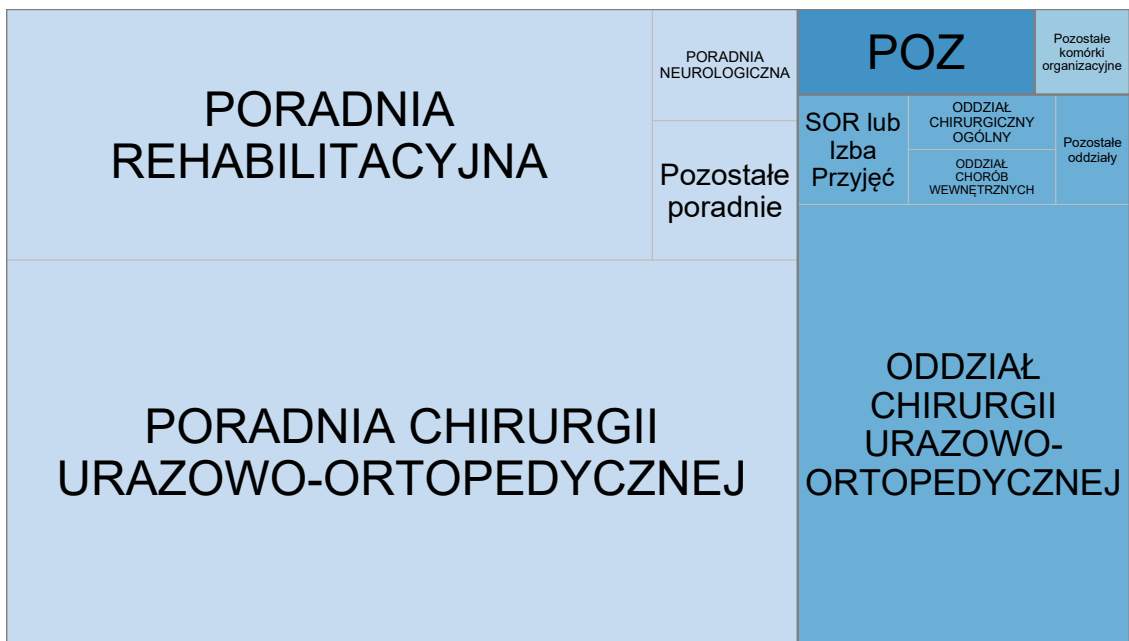 PORADNIA
REHABILITACYJNA
PORADNIA
NEUROLOGICZNA
Pozostałe
poradnie
PORADNIA CHIRURGII
URAZOWO-ORTOPEDYCZNEJ
POZ
Pozostałe
komórki
organizacyjne
SOR lub
Izba
Przyjęć
ODDZIAŁ
CHIRURGICZNY
OGÓLNY
ODDZIAŁ
CHORÓB
WEWNĘTRZNYCH
Pozostałe
oddziały
ODDZIAŁ
CHIRURGII
URAZOWO-
ORTOPEDYCZNEJ